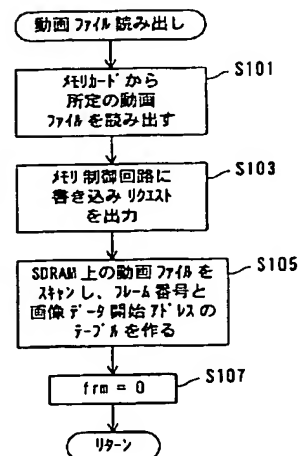 動画ファイル読み出し
S101
メモリカードから
所定の動画
ファイルを読み出す
S103
メモリ制御回路に
書き込みリクエスト
を出力
S105
SDRAM上の動画ファイルを
スキャンし、フレーム番号と
画像データ開始アドレスの
テーブルを作る
S107
frm = 0
リターン